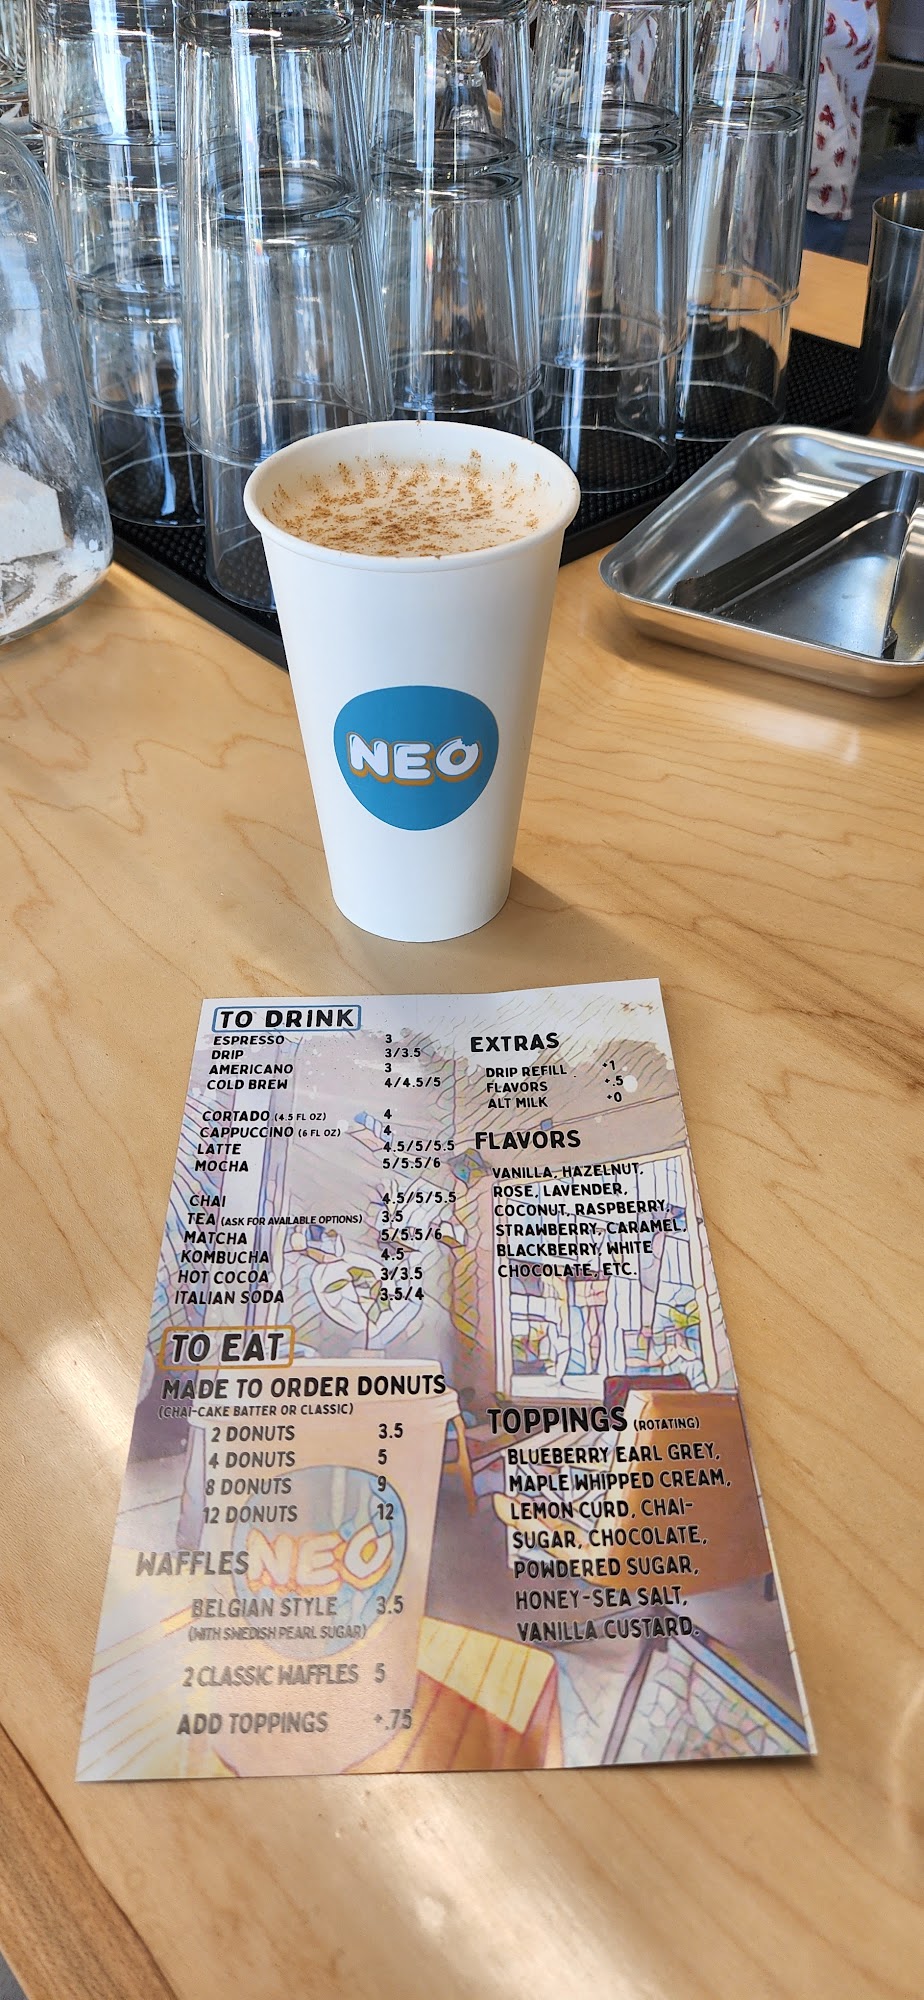 NEO
TO DRINK
ESPRESSO 3
DRIP 3/3.5
AMERICANO 3
COLD BREW 4/4.5/5
CORTADO (4.5 FL OZ) 4
CAPPUCCINO (6 FL OZ) 4
LATTE 4.5/5/5.5
MOCHA 5/5.5/6
CHAI 4.5/5/5.5
TEA (ASK FOR AVAILABLE OPTIONS) 3.5
MATCHA 5/5.5/6
KOMBUCHA 4.5
HOT COCOA 3/3.5
ITALIAN SODA 3.5/4
EXTRAS
DRIP REFILL +1
FLAVORS +.5
ALT MILK +0
FLAVORS
VANILLA, HAZELNUT,
ROSE, LAVENDER,
COCONUT, RASPBERRY,
STRAWBERRY, CARAMEL,
BLACKBERRY, WHITE
CHOCOLATE, ETC.
TO EAT
MADE TO ORDER DONUTS
(CHAI-CAKE BATTER OR CLASSIC)
2 DONUTS 3.5
4 DONUTS 5
8 DONUTS 9
12 DONUTS 12
WAFFLES
NEO
BELGIAN STYLE 3.5
(WITH SWEDISH PEARL SUGAR)
2 CLASSIC WAFFLES 5
ADD TOPPINGS +.75
TOPPINGS (ROTATING)
BLUEBERRY EARL GREY,
MAPLE WHIPPED CREAM,
LEMON CURD, CHAI-
SUGAR, CHOCOLATE,
POWDERED SUGAR,
HONEY-SEA SALT,
VANILLA CUSTARD.